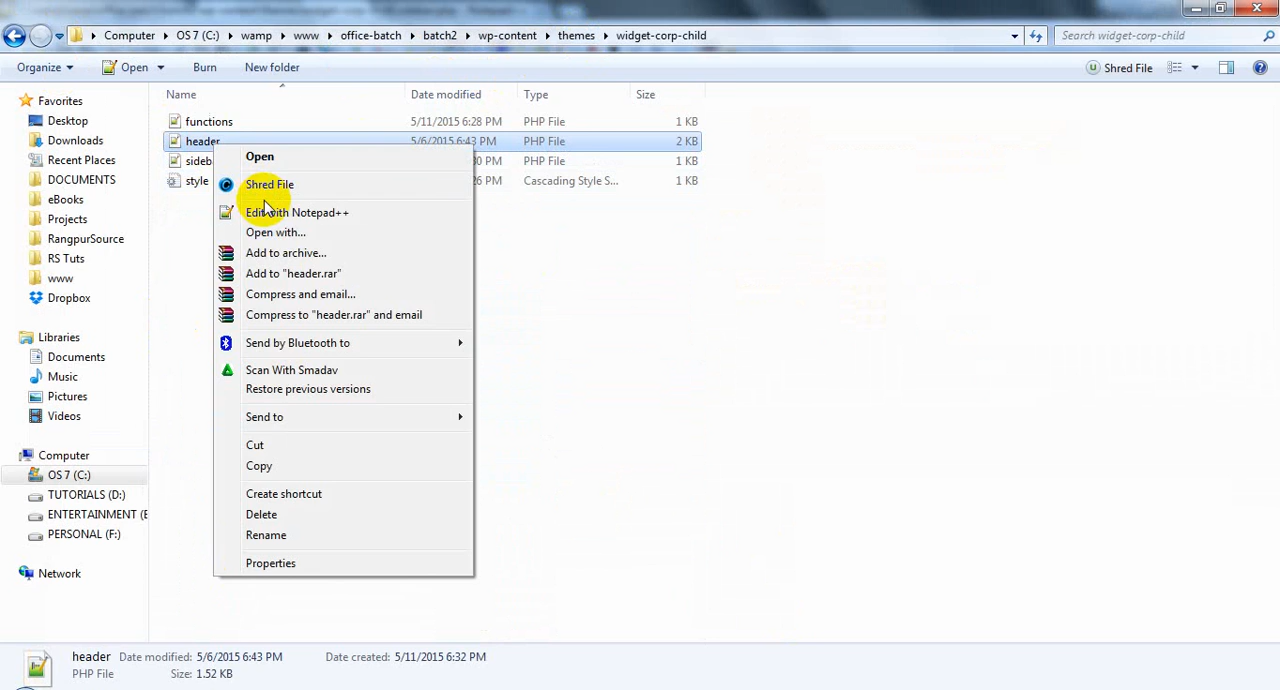 Computer OS 7 (C:) wamp www office-batch batch2 wp-content themes widget-corp-child Search widget-corp-child
Organize Open Burn New folder Shred File
Favorites
Desktop
Downloads
Recent Places
DOCUMENTS
eBooks
Projects
RangpurSource
RS Tuts
www
Dropbox
Libraries
Documents
Music
Pictures
Videos
Computer
OS 7 (C:)
TUTORIALS (D:)
ENTERTAINMENT (E
PERSONAL (F:)
Network
Name Date modified Type Size
functions 5/11/2015 6:28 PM PHP File 1 KB
header 5/6/2015 6:43 PM PHP File 2 KB
sideb 0 PM PHP File 1 KB
style 26 PM Cascading Style S... 1 KB
Open
Shred File
Edit with Notepad++
Open with...
Add to archive...
Add to "header.rar"
Compress and email...
Compress to "header.rar" and email
Send by Bluetooth to
Scan With Smadav
Restore previous versions
Send to
Cut
Copy
Create shortcut
Delete
Rename
Properties
header Date modified: 5/6/2015 6:43 PM Date created: 5/11/2015 6:32 PM
PHP File Size: 1.52 KB